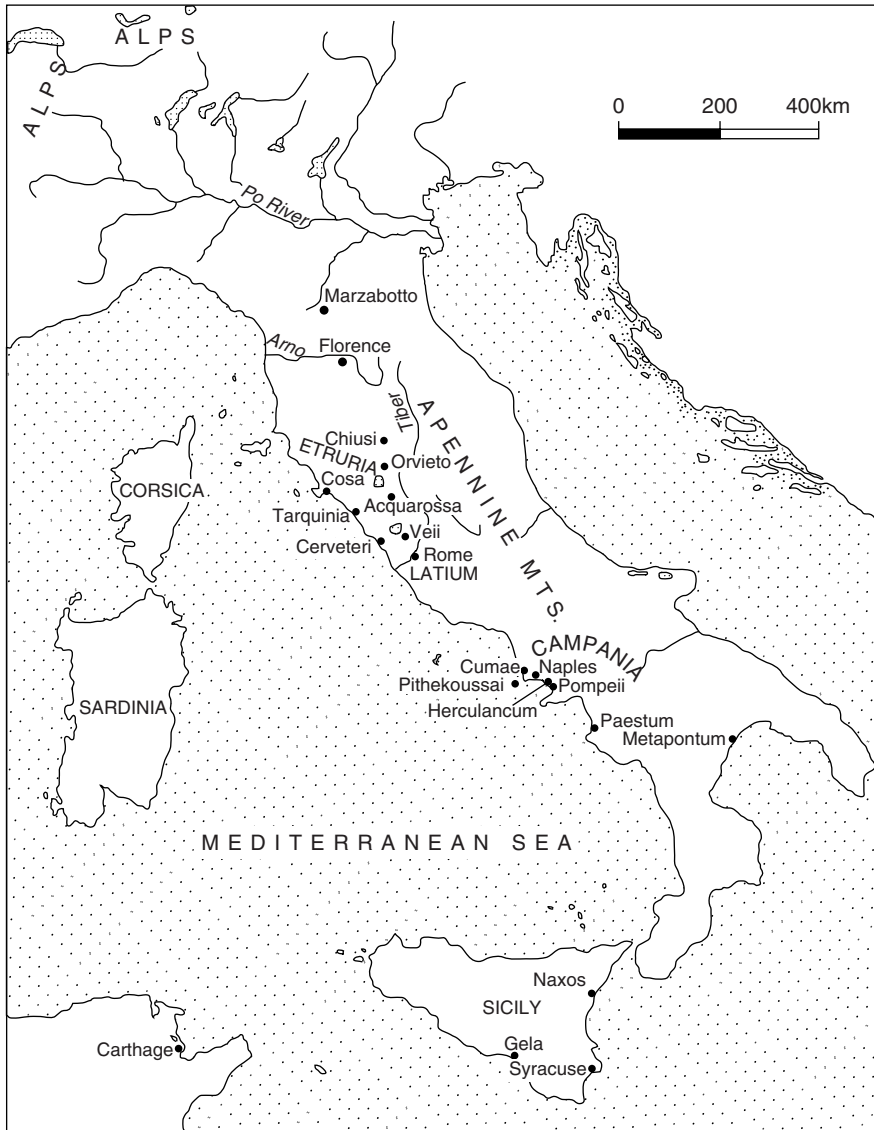 ALPS
ALPS
0 200 400km
Po River
Marzabotto
Arno
Florence
Tiber
APENNINE MTS.
Chiusi
ETRURIA
Orvieto
Cosa
CORSICA
Acquarossa
Tarquinia
Veii
Cerveteri
Rome
LATIUM
CAMPANIA
Cumae
Naples
Pithekoussai
Pompeii
Herculancum
SARDINIA
Paestum
Metapontum
MEDITERRANEAN SEA
Naxos
SICILY
Gela
Carthage
Syracuse